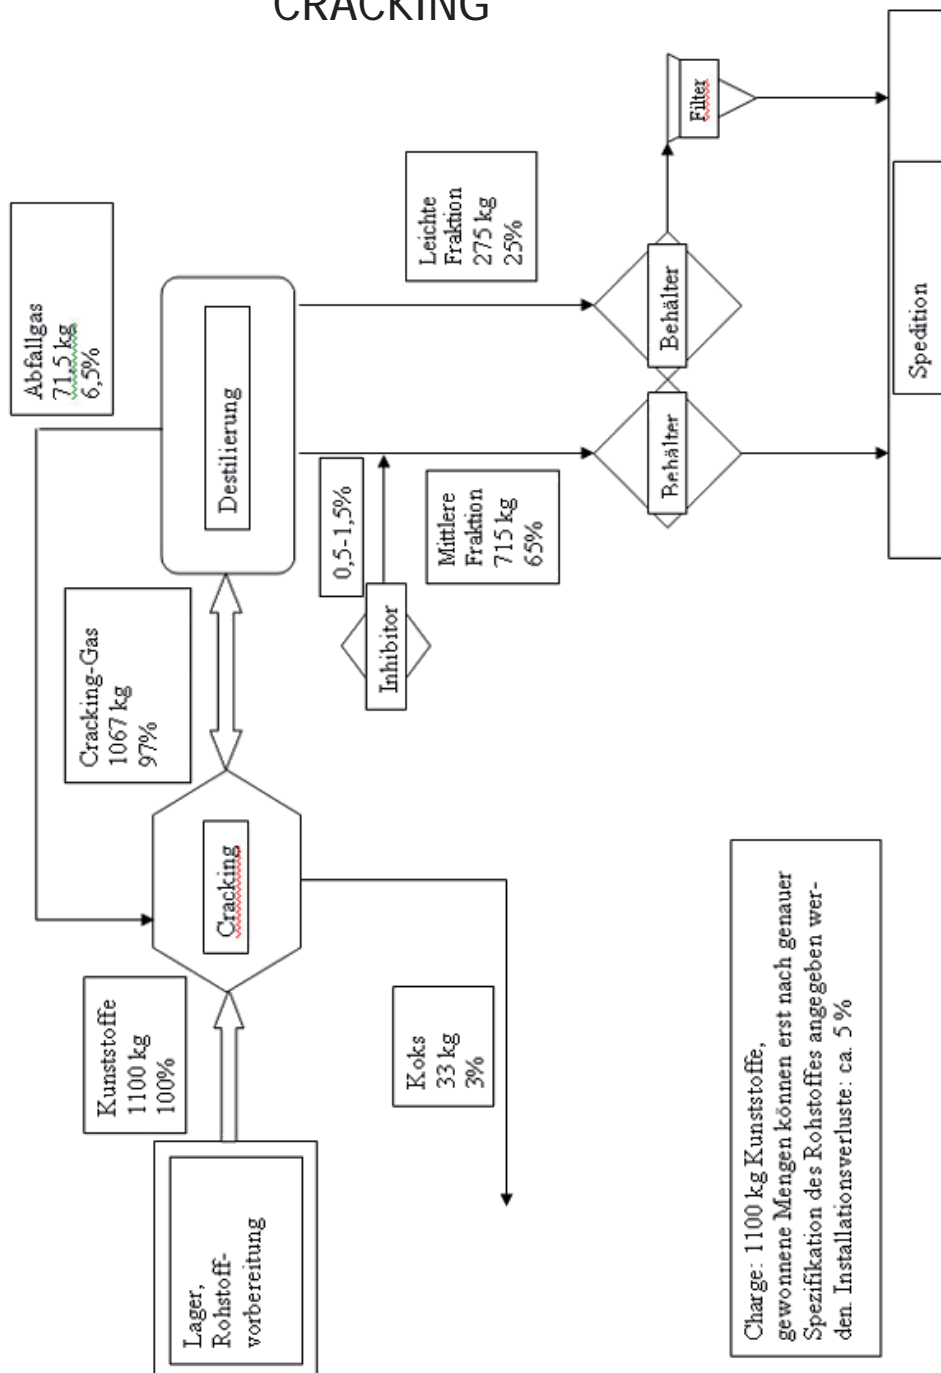 CRACKING
Lager,
Rohstoff-
vorbereitung
Kunststoffe
1100 kg
100%
Cracking
Koks
33 kg
3%
Cracking-Gas
1067 kg
97%
Abfallgas
71,5 kg
6,5%
Destilierung
Inhibitor
0,5-1,5%
Mittlere
Fraktion
715 kg
65%
Leichte
Fraktion
275 kg
25%
Behälter
Behälter
Filter
Spedition
Charge: 1100 kg Kunststoffe,
gewonnene Mengen können erst nach genauer
Spezifikation des Rohstoffes angegeben wer-
den. Installationsverluste: ca. 5 %